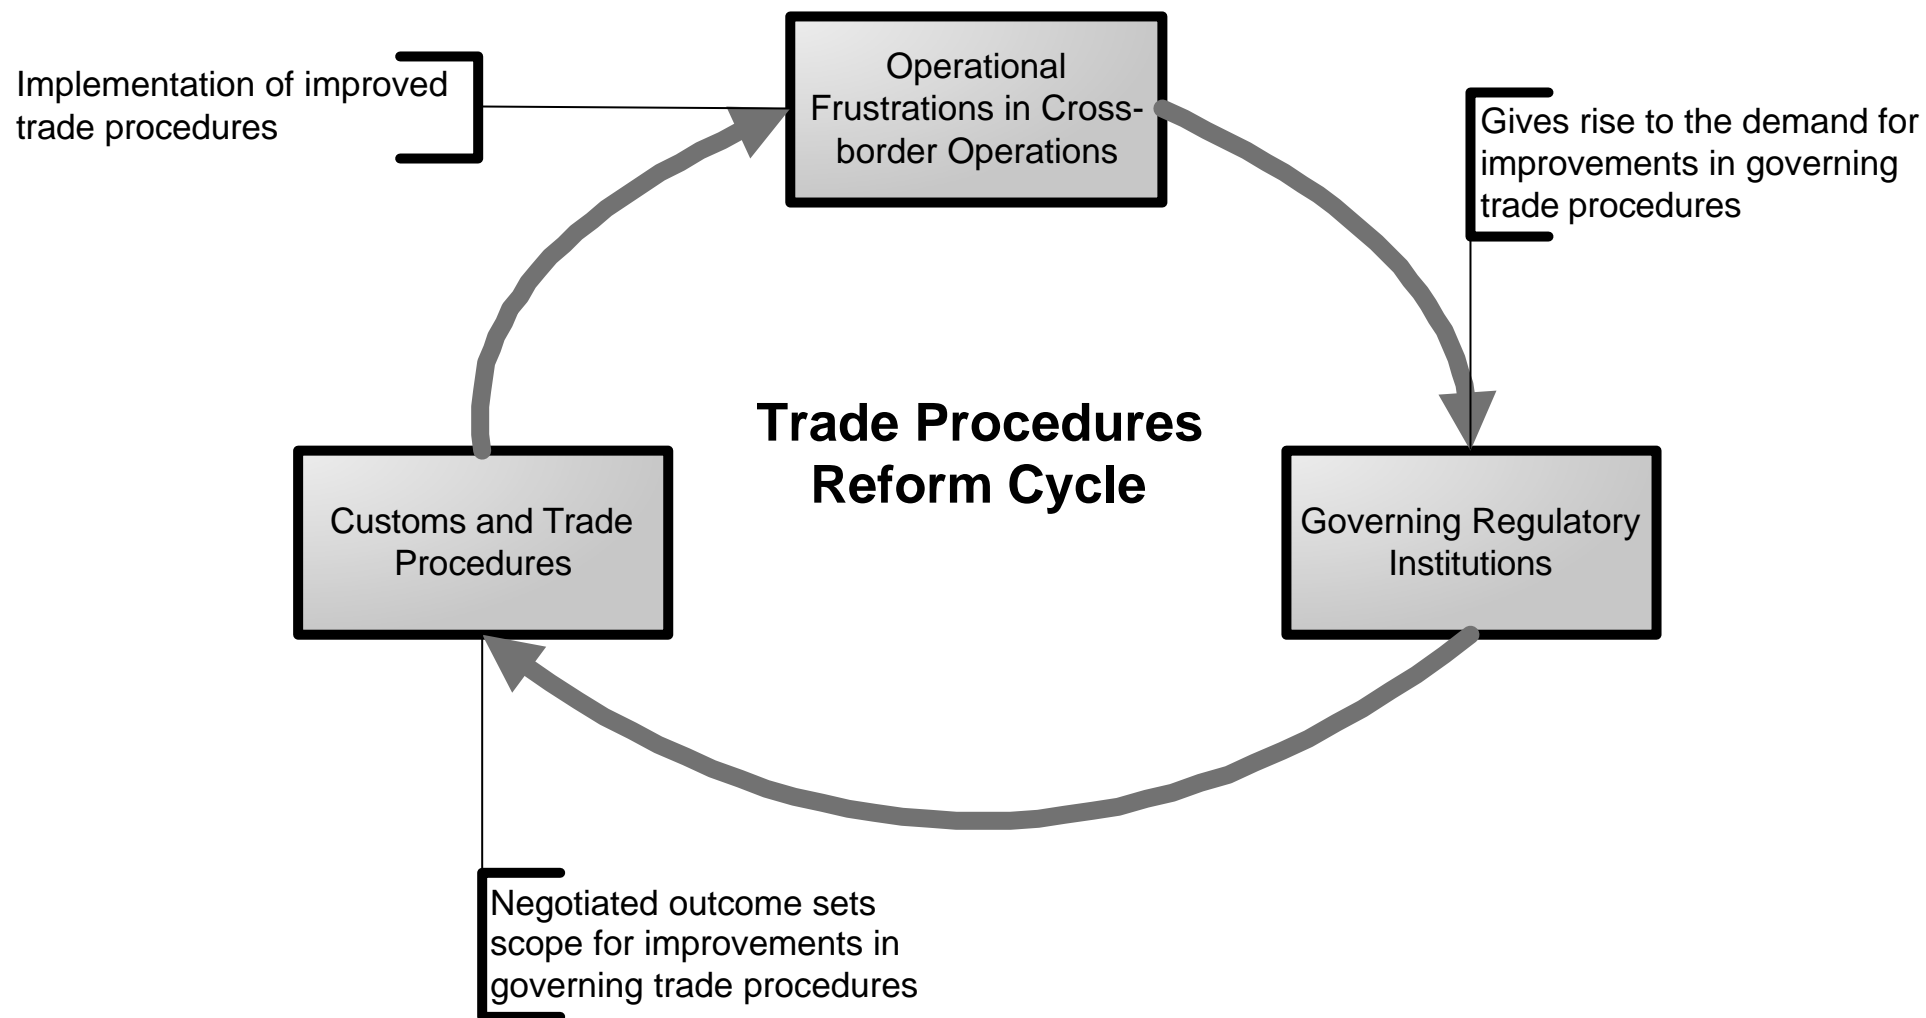 Operational
Frustrations in Cross-
border Operations
Implementation of improved
trade procedures
Gives rise to the demand for
improvements in governing
trade procedures
Trade Procedures
Reform Cycle
Customs and Trade
Procedures
Governing Regulatory
Institutions
Negotiated outcome sets
scope for improvements in
governing trade procedures